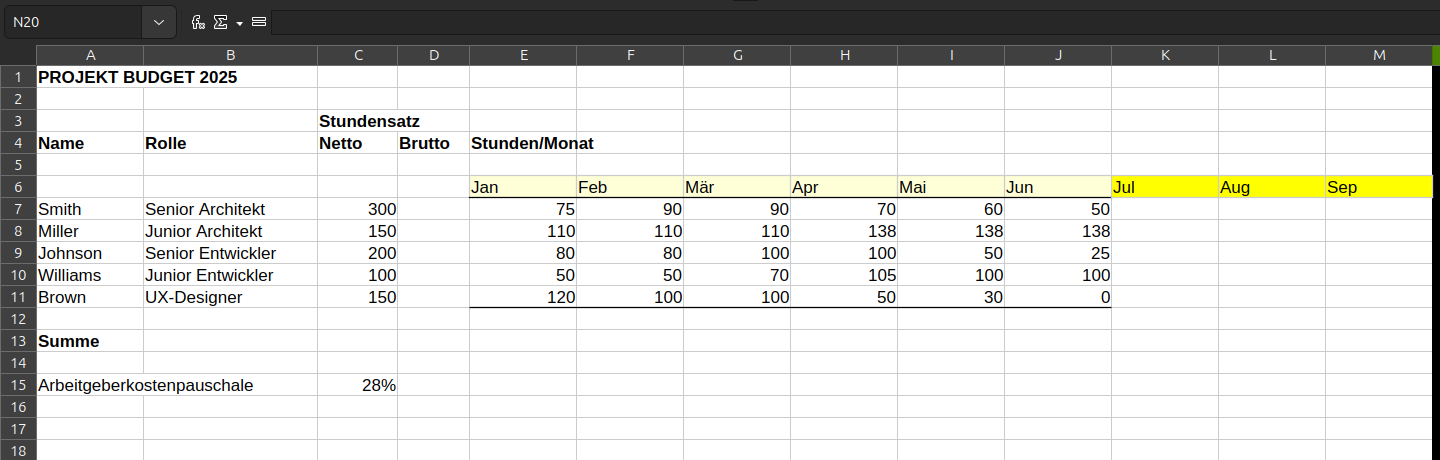 N20
A B C D E F G H I J K L M
1 PROJEKT BUDGET 2025
2
3 Stundensatz
4 Name Rolle Netto Brutto Stunden/Monat
5
6 Jan Feb Mär Apr Mai Jun Jul Aug Sep
7 Smith Senior Architekt 300 75 90 90 70 60 50
8 Miller Junior Architekt 150 110 110 110 138 138 138
9 Johnson Senior Entwickler 200 80 80 100 100 50 25
10 Williams Junior Entwickler 100 50 50 70 105 100 100
11 Brown UX-Designer 150 120 100 100 50 30 0
12
13 Summe
14
15 Arbeitgeberkostenpauschale 28%
16
17
18